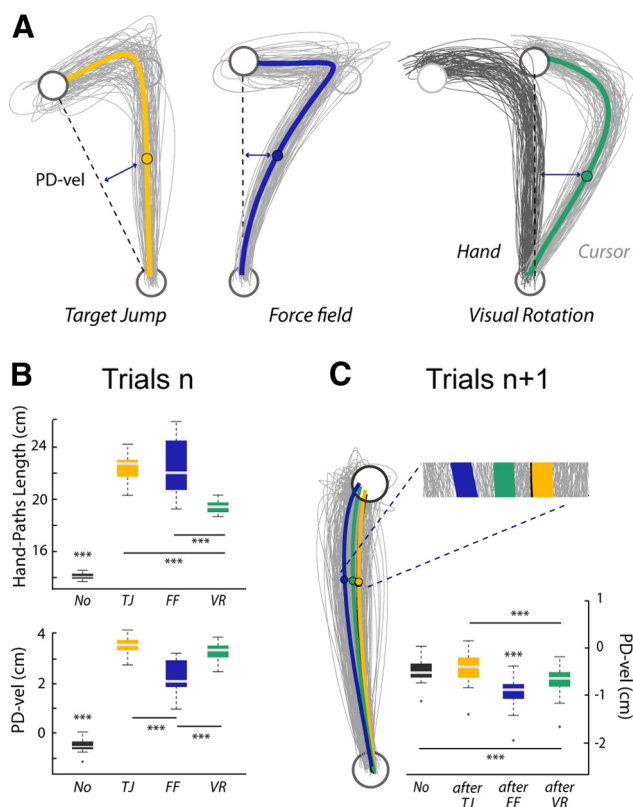 A
PD-vel
Hand
Cursor
Target Jump
Force field
Visual Rotation
B
Trials n
Hand-Paths Length (cm)
24
20
16
***
***
***
No
TJ
FF
VR
PD-vel (cm)
4
2
0
***
***
***
No
TJ
FF
VR
C
Trials n+1
1
0
-1
-2
PD-vel (cm)
***
***
***
No
after
TJ
after
FF
after
VR